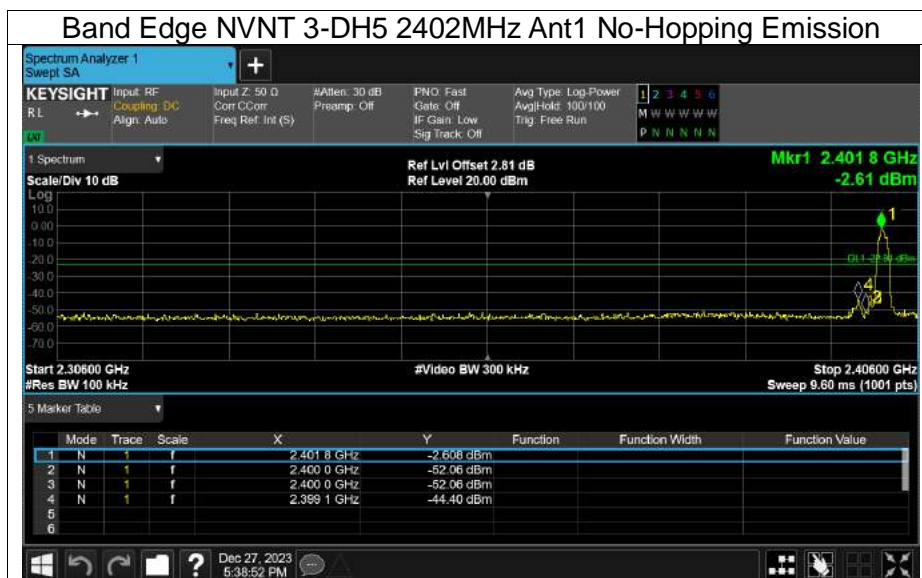 Band Edge NVNT 3-DH5 2402MHz Ant1 No-Hopping Emission
Spectrum Analyzer 1
Swept SA
+
KEYSIGHT Input: RF Input Z: 50 Ω #Atten: 30 dB PNO: Fast Avg Type: Log-Power 1 2 3 4 5 6
R L Coupling: DC Corr CCorr Preamp: Off Gate: Off Avg|Hold: 100/100 M W W W W W
Align: Auto Freq Ref: Int (S) IF Gain: Low Trig: Free Run
Sig Track: Off P N N N N N
1 Spectrum
Ref Lvl Offset 2.81 dB Mkr1 2.401 8 GHz
Scale/Div 10 dB Ref Level 20.00 dBm -2.61 dBm
Log
10.0
0.00
-10.0
-20.0
-30.0
-40.0
-50.0
-60.0
-70.0
1
4
Start 2.30600 GHz #Video BW 300 kHz Stop 2.40600 GHz
#Res BW 100 kHz Sweep 9.60 ms (1001 pts)
5 Marker Table
Mode Trace Scale X Y Function Function Width Function Value
1 N 1 f 2.401 8 GHz -2.608 dBm
2 N 1 f 2.400 0 GHz -52.06 dBm
3 N 1 f 2.400 0 GHz -52.06 dBm
4 N 1 f 2.399 1 GHz -44.40 dBm
5
6
? Dec 27, 2023
5:38:52 PM